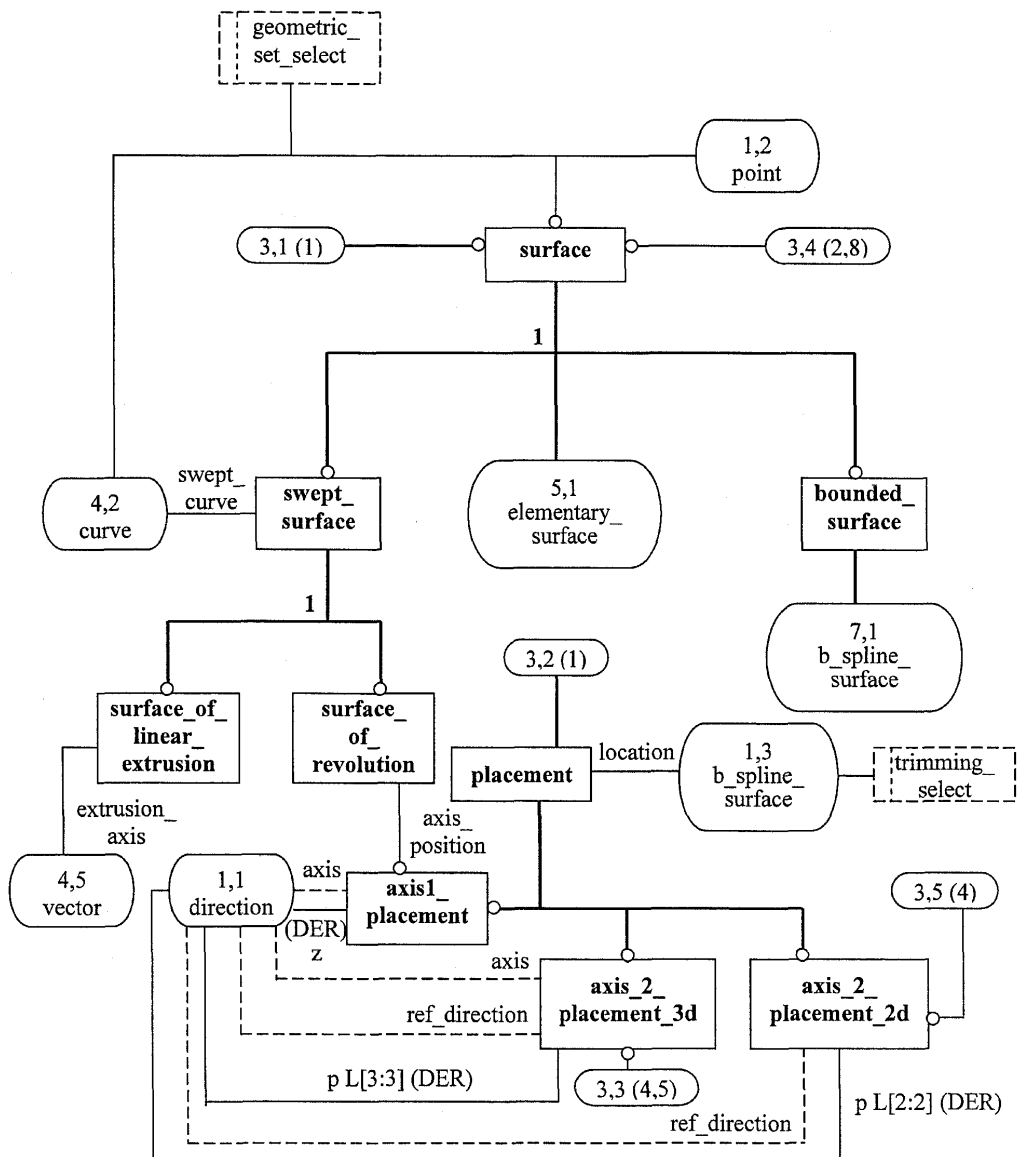 geometric_
set_select
1,2
point
3,1 (1)
surface
3,4 (2,8)
1
swept_
curve
4,2
curve
swept_
surface
5,1
elementary_
surface
bounded_
surface
1
7,1
b_spline_
surface
3,2 (1)
surface_of_
linear_
extrusion
surface_
of_
revolution
placement
location
1,3
b_spline_
surface
trimming_
select
extrusion_
axis
axis_
position
4,5
vector
1,1
direction
axis
(DER)
z
axis1_
placement
3,5 (4)
axis
axis_2_
placement_3d
axis_2_
placement_2d
ref_direction
p L[3:3] (DER)
3,3 (4,5)
p L[2:2] (DER)
ref_direction